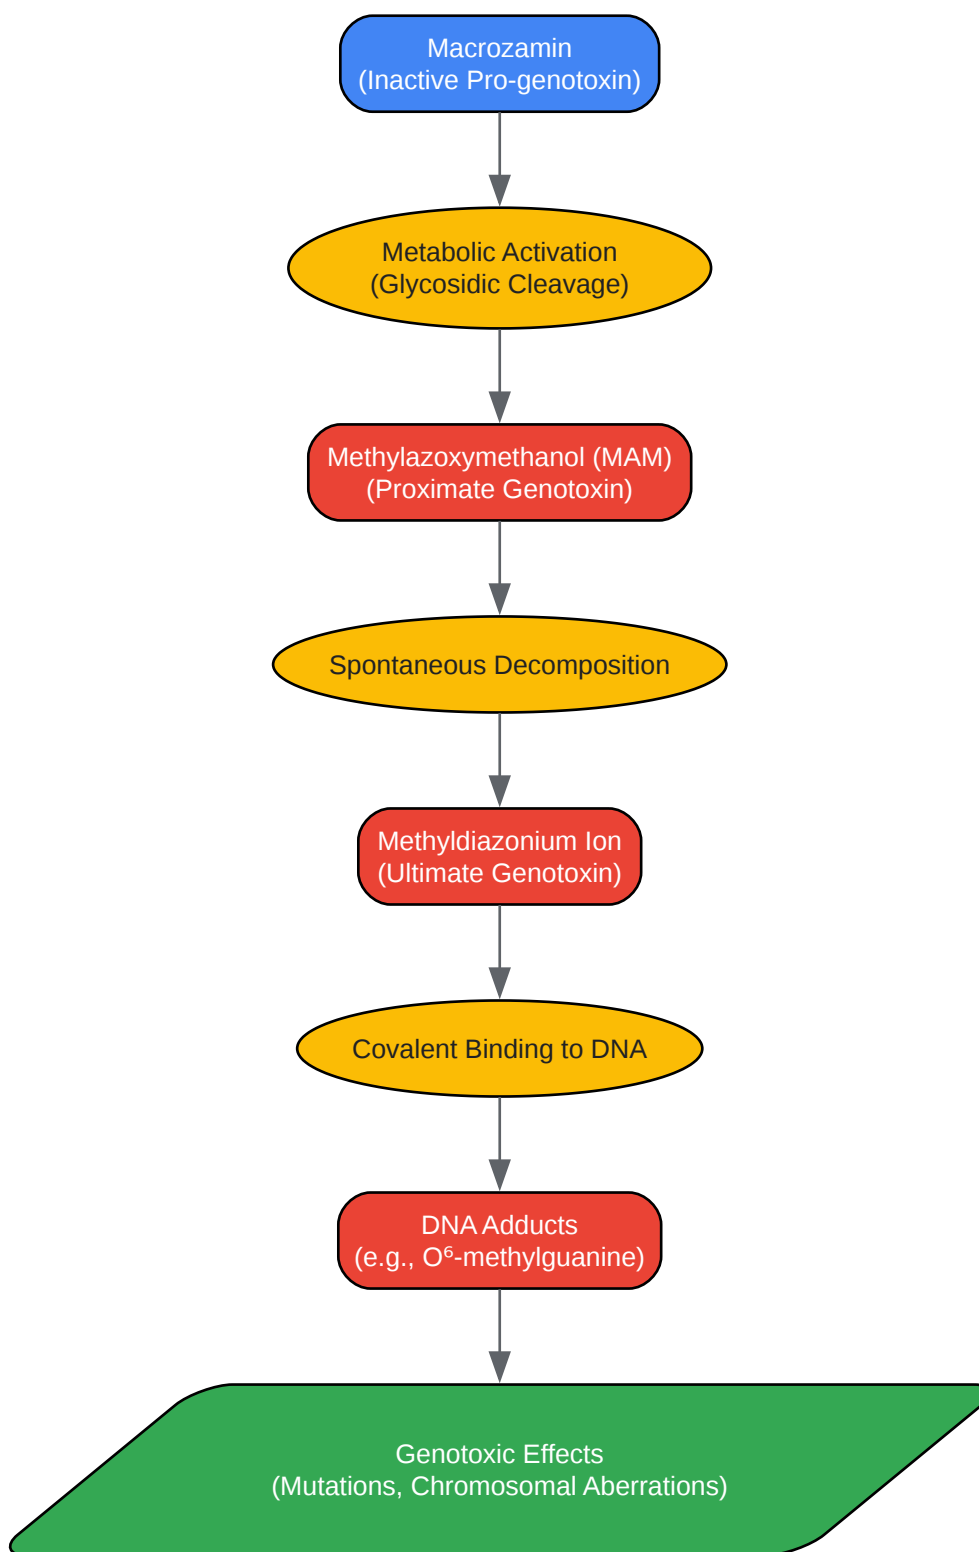 Macrozamin
(Inactive Pro-genotoxin)
Metabolic Activation
(Glycosidic Cleavage)
Methylazoxymethanol (MAM)
(Proximate Genotoxin)
Spontaneous Decomposition
Methyldiazonium Ion
(Ultimate Genotoxin)
Covalent Binding to DNA
DNA Adducts
(e.g., O⁶-methylguanine)
Genotoxic Effects
(Mutations, Chromosomal Aberrations)